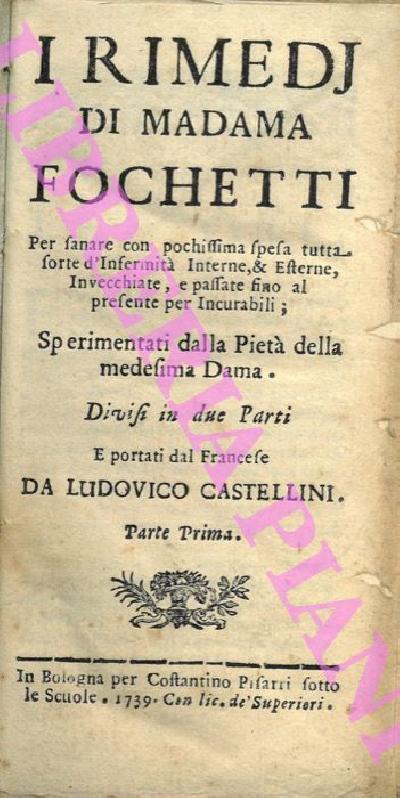 I RIMEDJ
DI MADAMA
FOCHETTI
Per ſanare con pochiſſima ſpeſa tutta
ſorte d'Infermità Interne, & Eſterne,
Invecchiate, e paſſate fino al
preſente per Incurabili;
Sperimentati dalla Pietà della
medeſima Dama.
Diviſi in due Parti
E portati dal Franceſe
DA LUDOVICO CASTELLINI.
Parte Prima.
In Bologna per Coſtantino Piſarri ſotto
le Scuole. 1739. Con lic. de' Superiori.
LIBRERIA PIANI